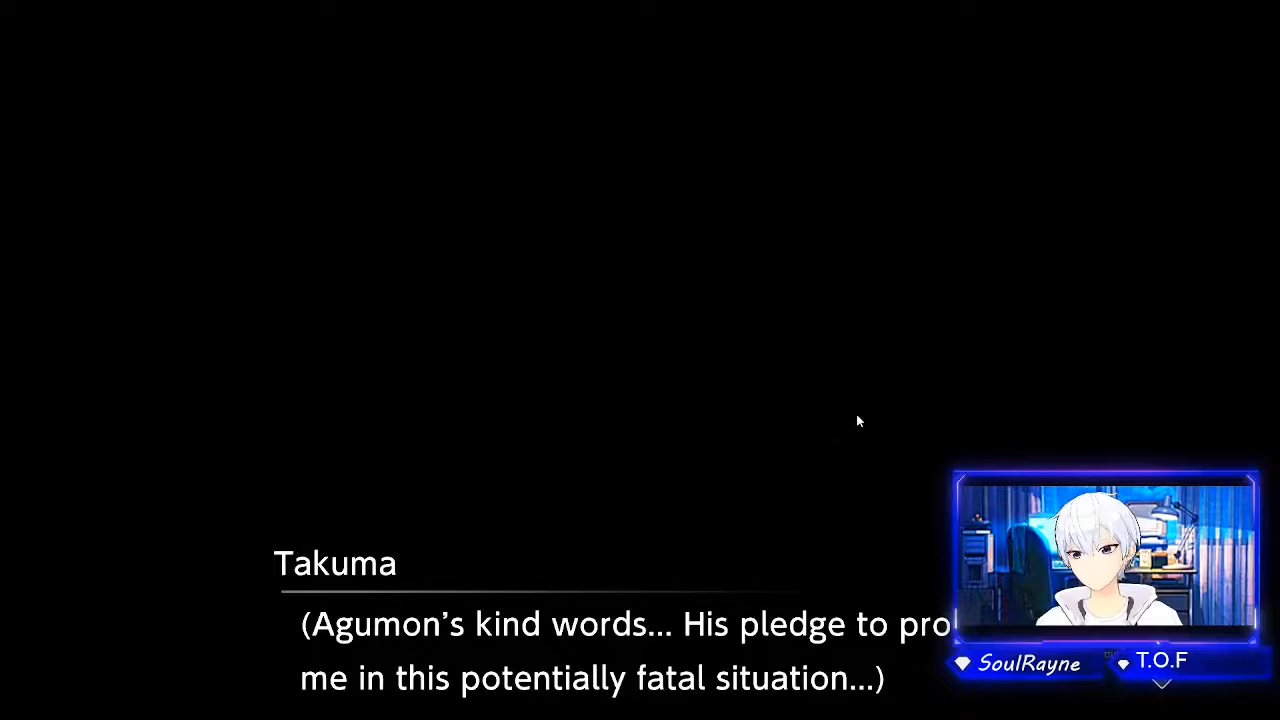 Takuma
(Agumon's kind words... His pledge to pro
me in this potentially fatal situation...)
SoulRayne
T.O.F